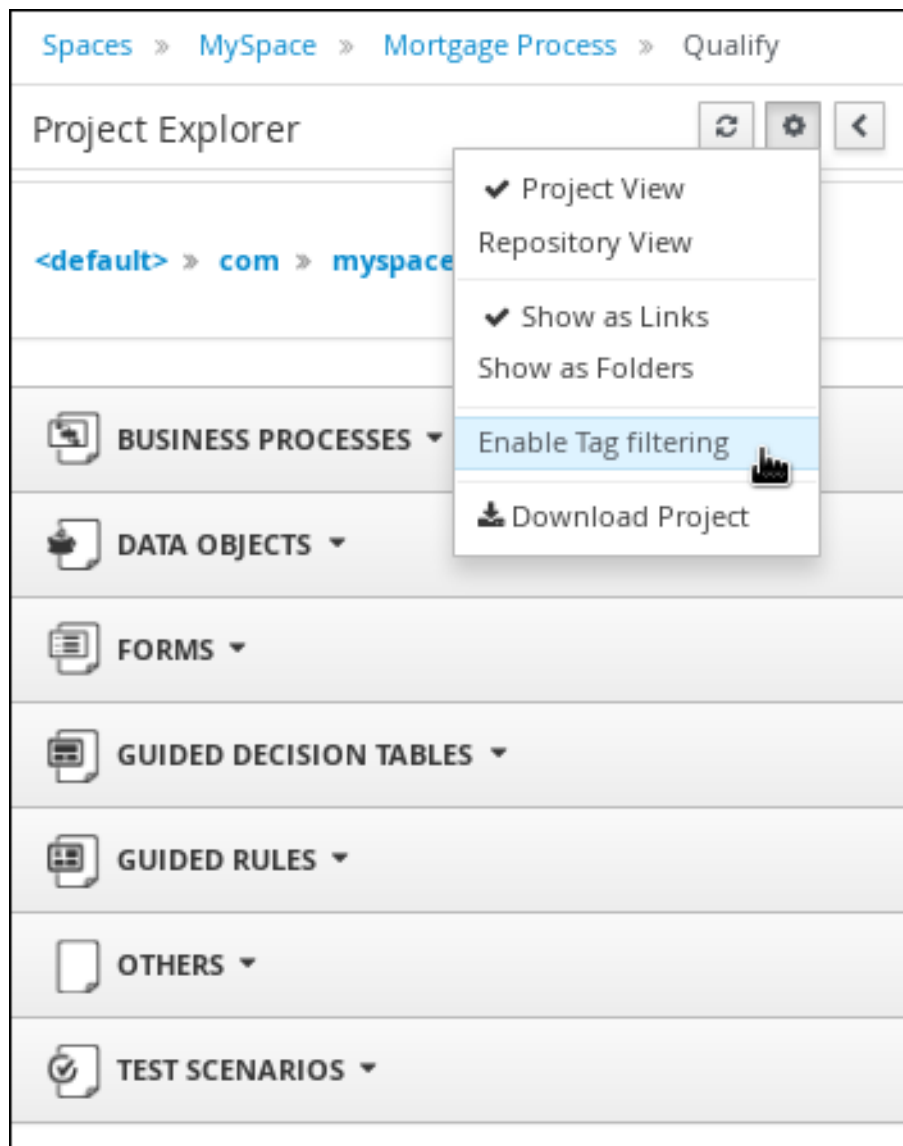 Spaces » MySpace » Mortgage Process » Qualify
Project Explorer
Project View
Repository View
<default> » com » myspace
Show as Links
Show as Folders
BUSINESS PROCESSES
Enable Tag filtering
Download Project
DATA OBJECTS
FORMS
GUIDED DECISION TABLES
GUIDED RULES
OTHERS
TEST SCENARIOS